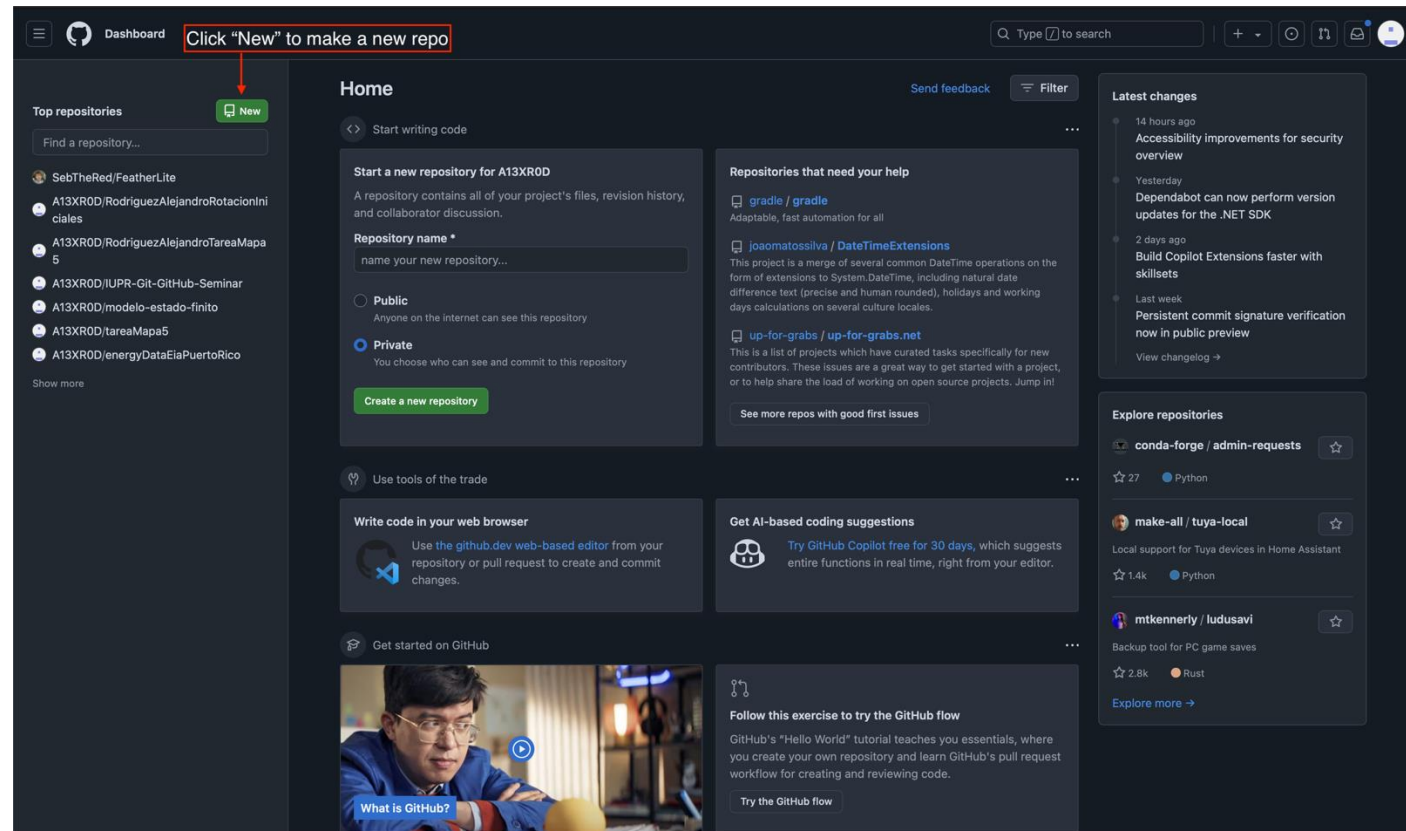 Dashboard
Click “New” to make a new repo
Type / to search
Top repositories
New
Find a repository...
SebTheRed/FeatherLite
A13XR0D/RodriguezAlejandroRotacionIni
ciales
A13XR0D/RodriguezAlejandroTareaMapa
5
A13XR0D/IUPR-Git-GitHub-Seminar
A13XR0D/modelo-estado-finito
A13XR0D/tareaMapa5
A13XR0D/energyDataEiaPuertoRico
Show more
Home
Send feedback
Filter
Start writing code
Start a new repository for A13XR0D
A repository contains all of your project's files, revision history,
and collaborator discussion.
Repository name *
name your new repository...
Public
Anyone on the internet can see this repository
Private
You choose who can see and commit to this repository
Create a new repository
Repositories that need your help
gradle / gradle
Adaptable, fast automation for all
joaomatossilva / DateTimeExtensions
This project is a merge of several common DateTime operations on the
form of extensions to System.DateTime, including natural date
difference text (precise and human rounded), holidays and working
days calculations on several culture locales.
up-for-grabs / up-for-grabs.net
This is a list of projects which have curated tasks specifically for new
contributors. These issues are a great way to get started with a project,
or to help share the load of working on open source projects. Jump in!
See more repos with good first issues
Use tools of the trade
Write code in your web browser
Use the github.dev web-based editor from your
repository or pull request to create and commit
changes.
Get AI-based coding suggestions
Try GitHub Copilot free for 30 days, which suggests
entire functions in real time, right from your editor.
Get started on GitHub
What is GitHub?
Follow this exercise to try the GitHub flow
GitHub's "Hello World" tutorial teaches you essentials, where
you create your own repository and learn GitHub's pull request
workflow for creating and reviewing code.
Try the GitHub flow
Latest changes
14 hours ago
Accessibility improvements for security
overview
Yesterday
Dependabot can now perform version
updates for the .NET SDK
2 days ago
Build Copilot Extensions faster with
skillsets
Last week
Persistent commit signature verification
now in public preview
View changelog →
Explore repositories
conda-forge / admin-requests
27 Python
make-all / tuya-local
Local support for Tuya devices in Home Assistant
1.4k Python
mtkennerly / ludusavi
Backup tool for PC game saves
2.8k Rust
Explore more →